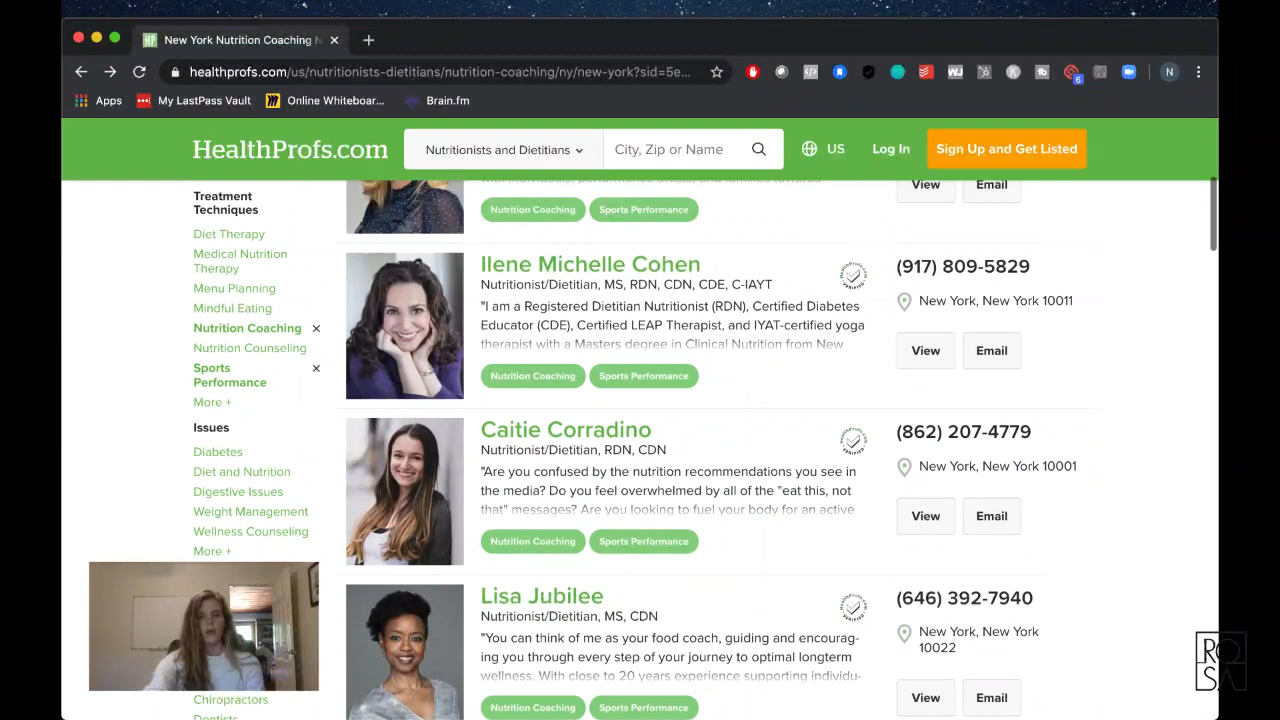 New York Nutrition Coaching N
healthprofs.com/us/nutritionists-dietitians/nutrition-coaching/ny/new-york?sid=5e...
N
6
Apps
My LastPass Vault
Online Whiteboar...
Brain.fm
HealthProfs.com
Nutritionists and Dietitians
City, Zip or Name
US
Log In
Sign Up and Get Listed
Treatment
Techniques
Diet Therapy
Medical Nutrition
Therapy
Menu Planning
Mindful Eating
Nutrition Coaching
Nutrition Counseling
Sports
Performance
More +
Issues
Diabetes
Diet and Nutrition
Digestive Issues
Weight Management
Wellness Counseling
More +
Chiropractors
Dentists
View
Email
Nutrition Coaching
Sports Performance
Ilene Michelle Cohen
Nutritionist/Dietitian, MS, RDN, CDN, CDE, C-IAYT
"I am a Registered Dietitian Nutritionist (RDN), Certified Diabetes
Educator (CDE), Certified LEAP Therapist, and IYAT-certified yoga
therapist with a Masters degree in Clinical Nutrition from New
Nutrition Coaching
Sports Performance
(917) 809-5829
New York, New York 10011
View
Email
Caitie Corradino
Nutritionist/Dietitian, RDN, CDN
"Are you confused by the nutrition recommendations you see in
the media? Do you feel overwhelmed by all of the "eat this, not
that" messages? Are you looking to fuel your body for an active
Nutrition Coaching
Sports Performance
(862) 207-4779
New York, New York 10001
View
Email
Lisa Jubilee
Nutritionist/Dietitian, MS, CDN
"You can think of me as your food coach, guiding and encourag-
ing you through every step of your journey to optimal longterm
wellness. With close to 20 years experience supporting individu-
Nutrition Coaching
Sports Performance
(646) 392-7940
New York, New York
10022
View
Email
ROSA